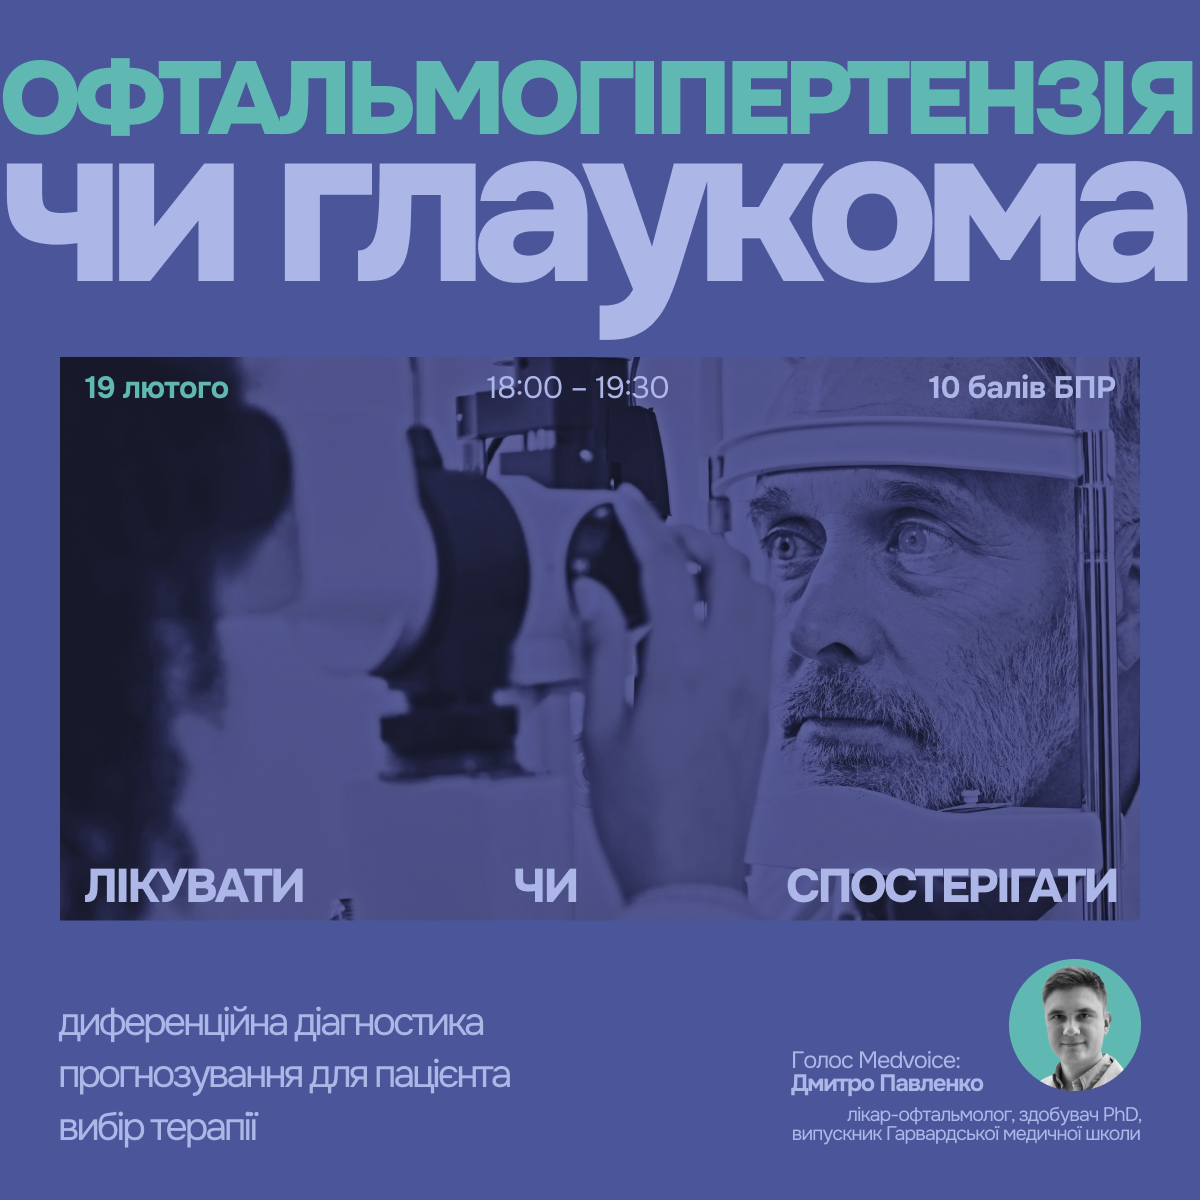 ОФТАЛЬМОГІПЕРТЕНЗІЯ
чи глаукома
19 лютого 18:00 – 19:30 10 балів БПР
ЛІКУВАТИ ЧИ СПОСТЕРІГАТИ
диференційна діагностика
прогнозування для пацієнта
вибір терапії
Голос Medvoice:
Дмитро Павленко
лікар-офтальмолог, здобувач PhD,
випускник Гарвардської медичної школи